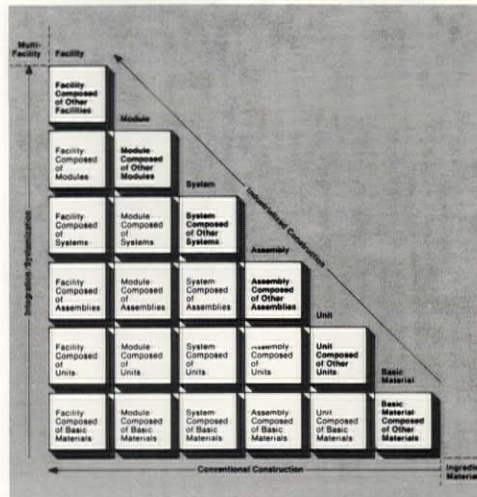 Multi-
Facility
Facility
Facility
Composed
of Other
Facilities
Module
Facility
Composed
of
Modules
Module
Composed
of Other
Modules
System
Facility
Composed
of
Systems
Module
Composed
of
Systems
System
Composed
of Other
Systems
Assembly
Facility
Composed
of
Assemblies
Module
Composed
of
Assemblies
System
Composed
of
Assemblies
Assembly
Composed
of Other
Assemblies
Unit
Facility
Composed
of
Units
Module
Composed
of
Units
System
Composed
of
Units
Assembly
Composed
of
Units
Unit
Composed
of Other
Units
Basic
Material
Facility
Composed
of Basic
Materials
Module
Composed
of Basic
Materials
System
Composed
of Basic
Materials
Assembly
Composed
of Basic
Materials
Unit
Composed
of Basic
Materials
Basic
Material
Composed
of Other
Materials
Industrialized Construction
Conventional Construction